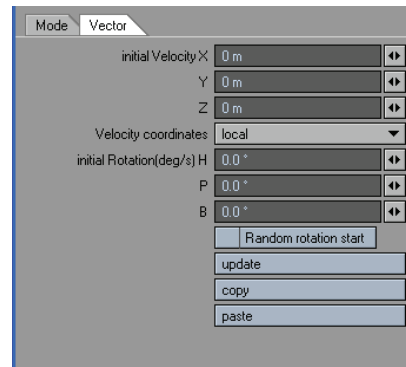 Mode Vector
initial Velocity X 0 m
Y 0 m
Z 0 m
Velocity coordinates local
initial Rotation(deg/s) H 0.0 °
P 0.0 °
B 0.0 °
Random rotation start
update
copy
paste